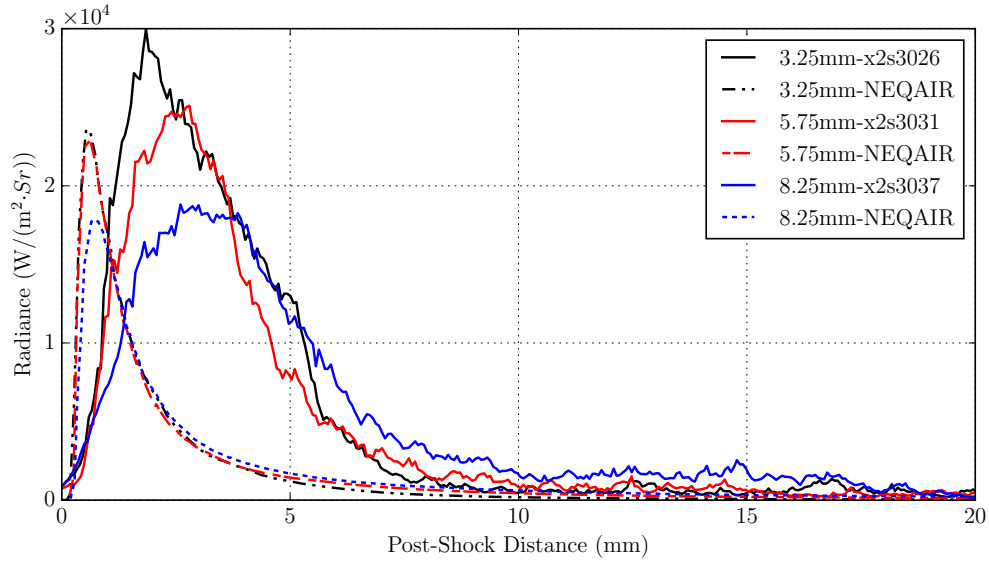 ×10⁴
3
2
1
0
0
5
10
15
20
Radiance (W/(m²·Sr))
Post-Shock Distance (mm)
3.25mm-x2s3026
3.25mm-NEQAIR
5.75mm-x2s3031
5.75mm-NEQAIR
8.25mm-x2s3037
8.25mm-NEQAIR